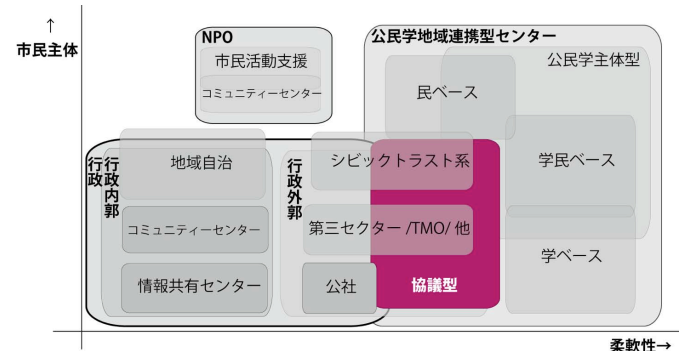 ↑
市民主体
NPO
市民活動支援
コミュニティーセンター
公民学地域連携型センター
公民学主体型
民ベース
学民ベース
学ベース
行政
行政内郭
地域自治
コミュニティーセンター
情報共有センター
行政外郭
シビックトラスト系
第三セクター/TMO/他
公社
協議型
柔軟性→